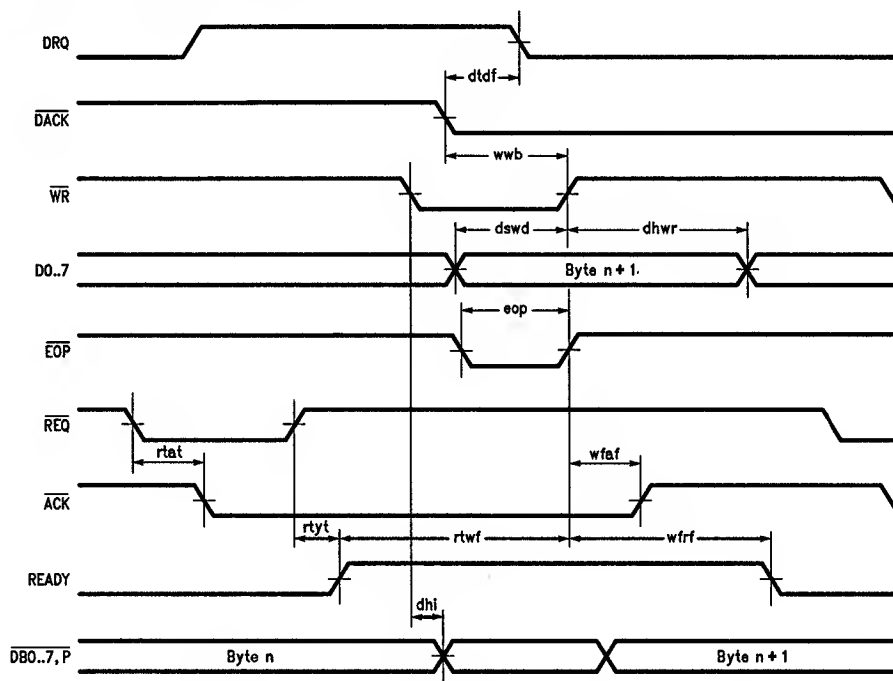 DRQ
dtdf
DACK
wwb
WR
dswd dhwr
D0..7 Byte n + 1.
eop
EOP
REQ
rtat wfaf
ACK
rtyt rtwf wfrf
READY
dhi
DB0..7, P Byte n Byte n + 1